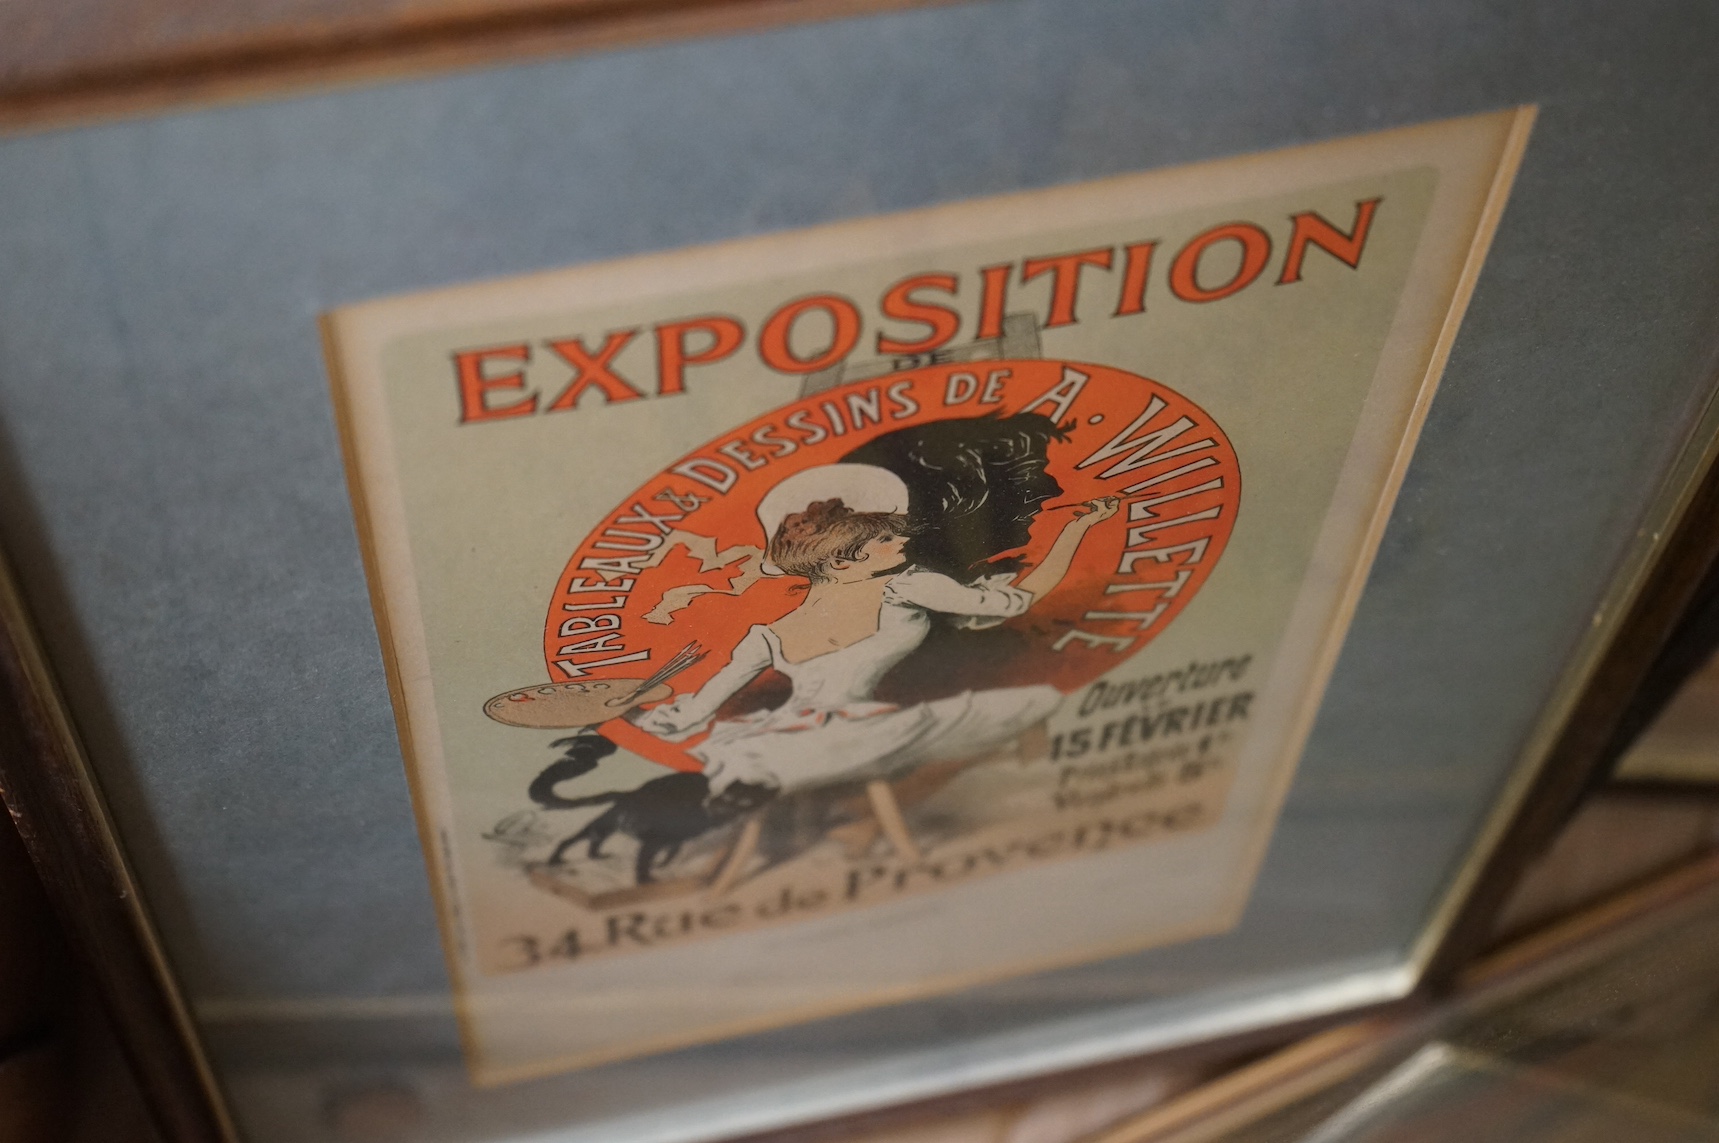 EXPOSITION
DE
TABLEAUX & DESSINS DE A. WILLETTE
Ouverture
15 FÉVRIER
34 Rue de Provence